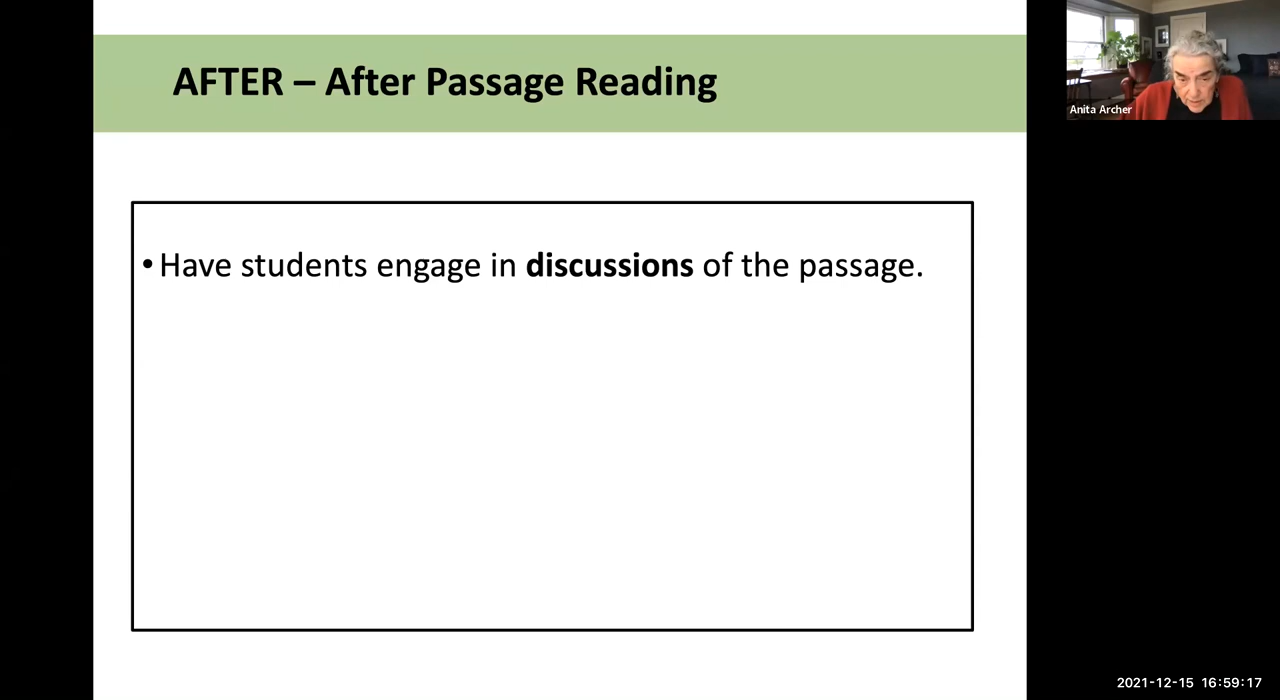 AFTER – After Passage Reading
Anita Archer
• Have students engage in discussions of the passage.
2021-12-15 16:59:17